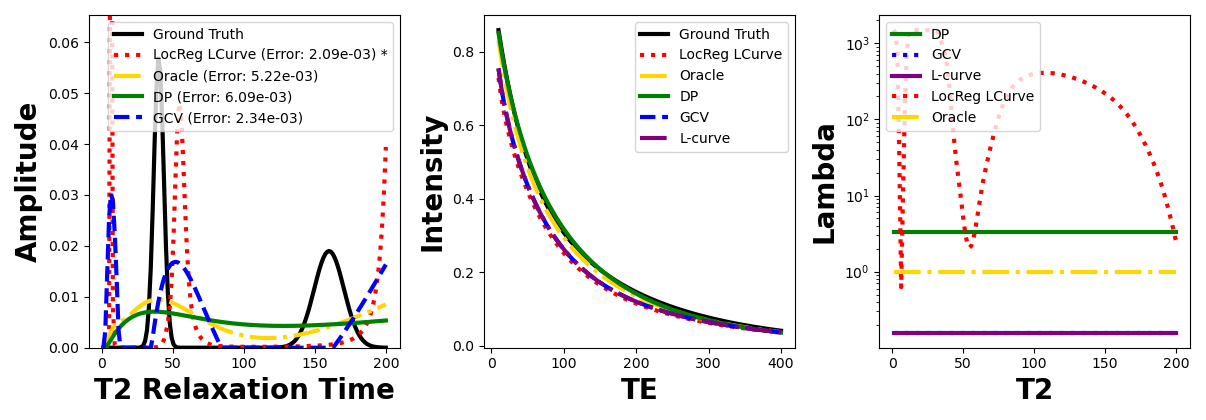 Amplitude
0.06
0.05
0.04
0.03
0.02
0.01
0.00
Ground Truth
LocReg LCurve (Error: 2.09e-03) *
Oracle (Error: 5.22e-03)
DP (Error: 6.09e-03)
GCV (Error: 2.34e-03)
0 50 100 150 200
T2 Relaxation Time
Intensity
0.8
0.6
0.4
0.2
0.0
Ground Truth
LocReg LCurve
Oracle
DP
GCV
L-curve
0 100 200 300 400
TE
Lambda
10³
10²
10¹
10⁰
DP
GCV
L-curve
LocReg LCurve
Oracle
0 50 100 150 200
T2